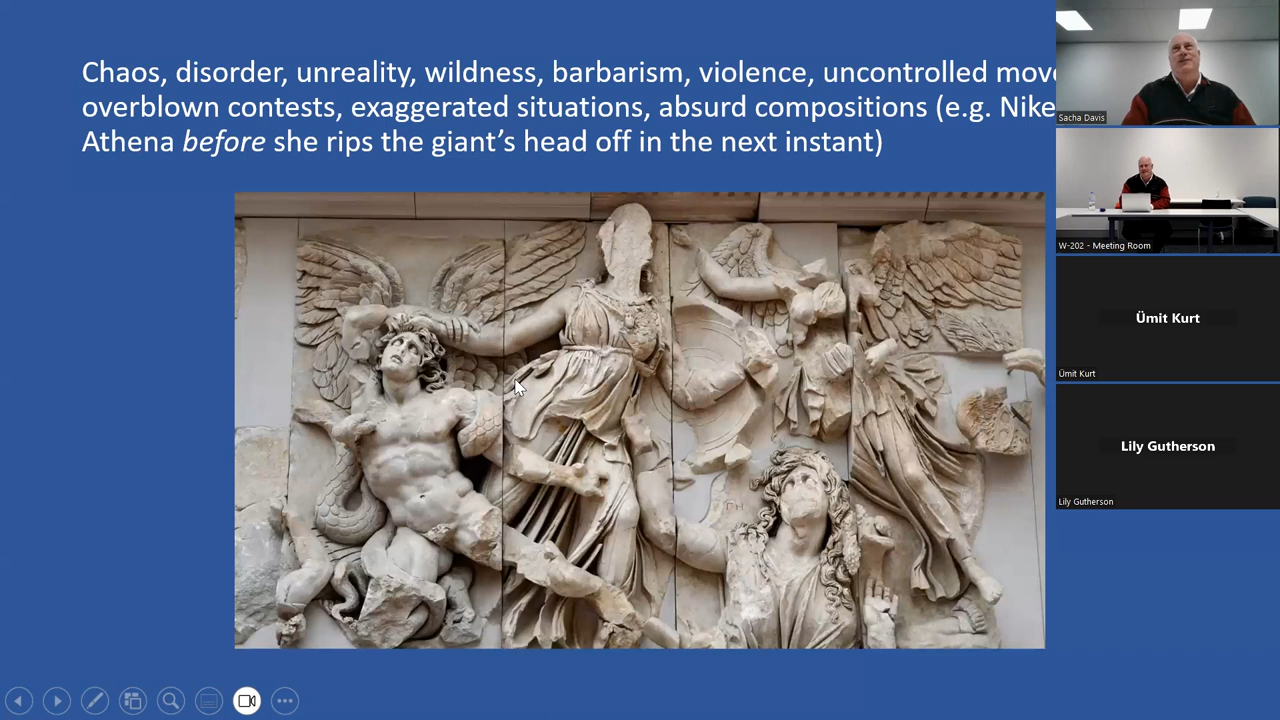 Chaos, disorder, unreality, wildness, barbarism, violence, uncontrolled
overblown contests, exaggerated situations, absurd compositions (e.g. Nike
Athena before she rips the giant's head off in the next instant)
Sacha Davis
W-202 - Meeting Room
Ümit Kurt
Ümit Kurt
Lily Gutherson
Lily Gutherson